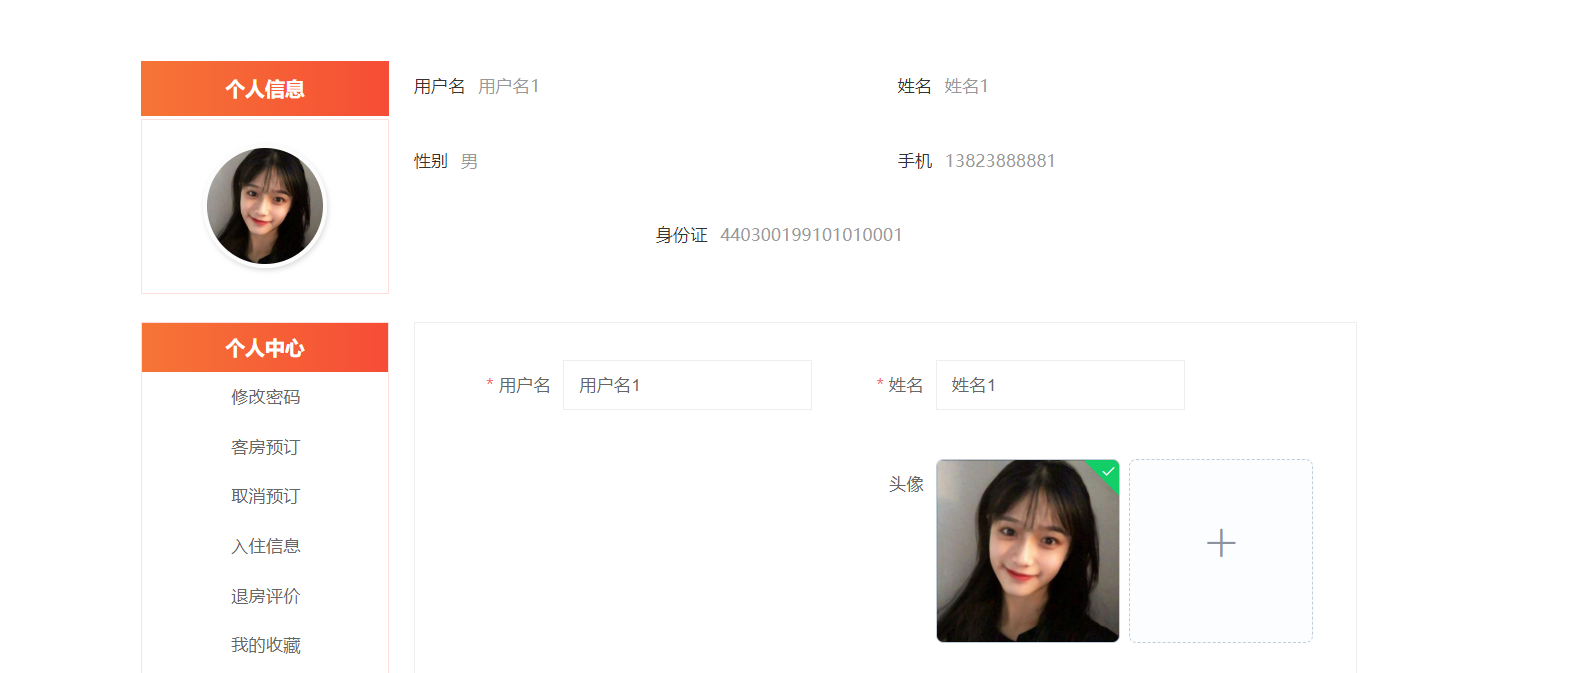 个人信息
用户名 用户名1
姓名 姓名1
性别 男
手机 13823888881
身份证 440300199101010001
个人中心
修改密码
客房预订
取消预订
入住信息
退房评价
我的收藏
* 用户名 用户名1
* 姓名 姓名1
头像